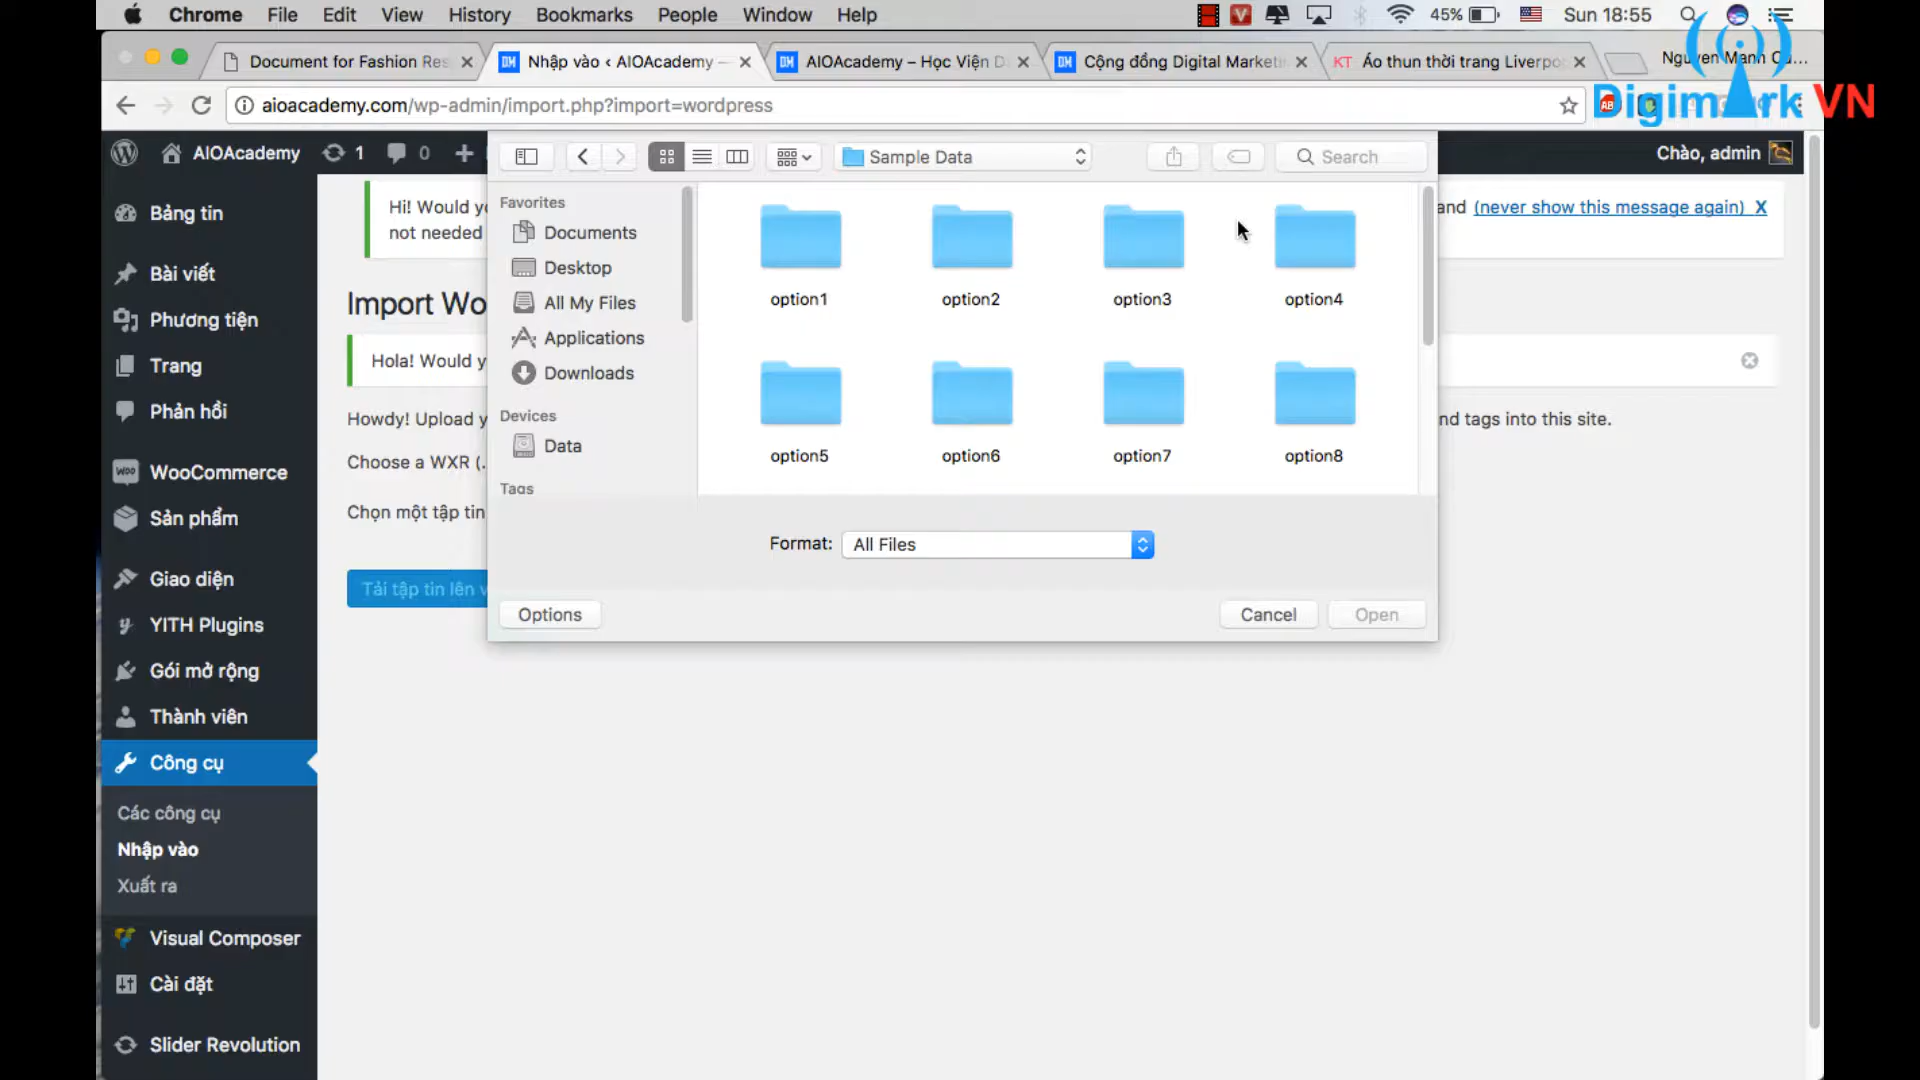 Chrome File Edit View History Bookmarks People Window Help 45% Sun 18:55
Document for Fashion Res
Nhập vào ‹ AIOAcademy —
AIOAcademy – Học Viện D
Cộng đồng Digital Marketi
KT Áo thun thời trang Liverpo
Nguyen Manh Cu...
aioacademy.com/wp-admin/import.php?import=wordpress
DigimarkVN
AIOAcademy 1 0
Chào, admin
Bảng tin
Bài viết
Phương tiện
Trang
Phản hồi
WooCommerce
Sản phẩm
Giao diện
YITH Plugins
Gói mở rộng
Thành viên
Công cụ
Các công cụ
Nhập vào
Xuất ra
Visual Composer
Cài đặt
Slider Revolution
Hi! Would yo
not needed
and (never show this message again) X
Import Wo
Hola! Would y
Howdy! Upload y
nd tags into this site.
Choose a WXR (.
Chọn một tập tin
Tải tập tin lên v
Sample Data
Search
Favorites
Documents
Desktop
All My Files
Applications
Downloads
Devices
Data
Tags
option1 option2 option3 option4
option5 option6 option7 option8
Format: All Files
Options Cancel Open